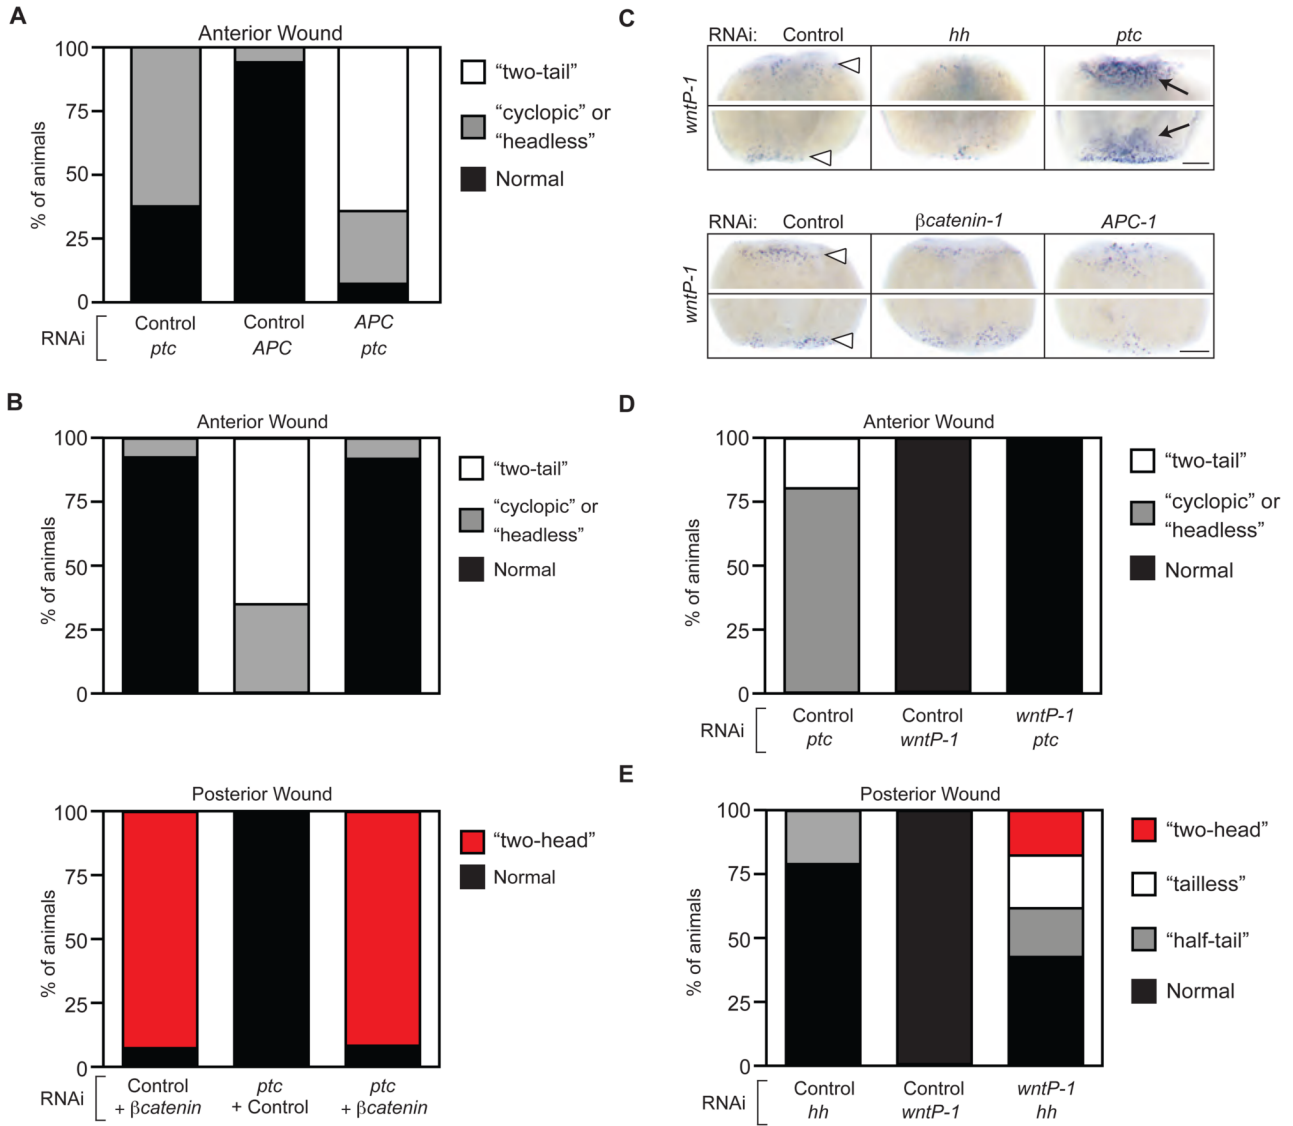 A
Anterior Wound
100
75
50
25
0
% of animals
"two-tail"
"cyclopic" or
"headless"
Normal
RNAi
Control
ptc
Control
APC
APC
ptc
B
Anterior Wound
100
75
50
25
0
% of animals
"two-tail"
"cyclopic" or
"headless"
Normal
Posterior Wound
100
75
50
25
0
% of animals
"two-head"
Normal
RNAi
Control
+ βcatenin
ptc
+ Control
ptc
+ βcatenin
C
RNAi: Control hh ptc
wntP-1
RNAi: Control βcatenin-1 APC-1
wntP-1
D
Anterior Wound
100
75
50
25
0
% of animals
"two-tail"
"cyclopic" or
"headless"
Normal
RNAi
Control
ptc
Control
wntP-1
wntP-1
ptc
E
Posterior Wound
100
75
50
25
0
% of animals
"two-head"
"tailless"
"half-tail"
Normal
RNAi
Control
hh
Control
wntP-1
wntP-1
hh